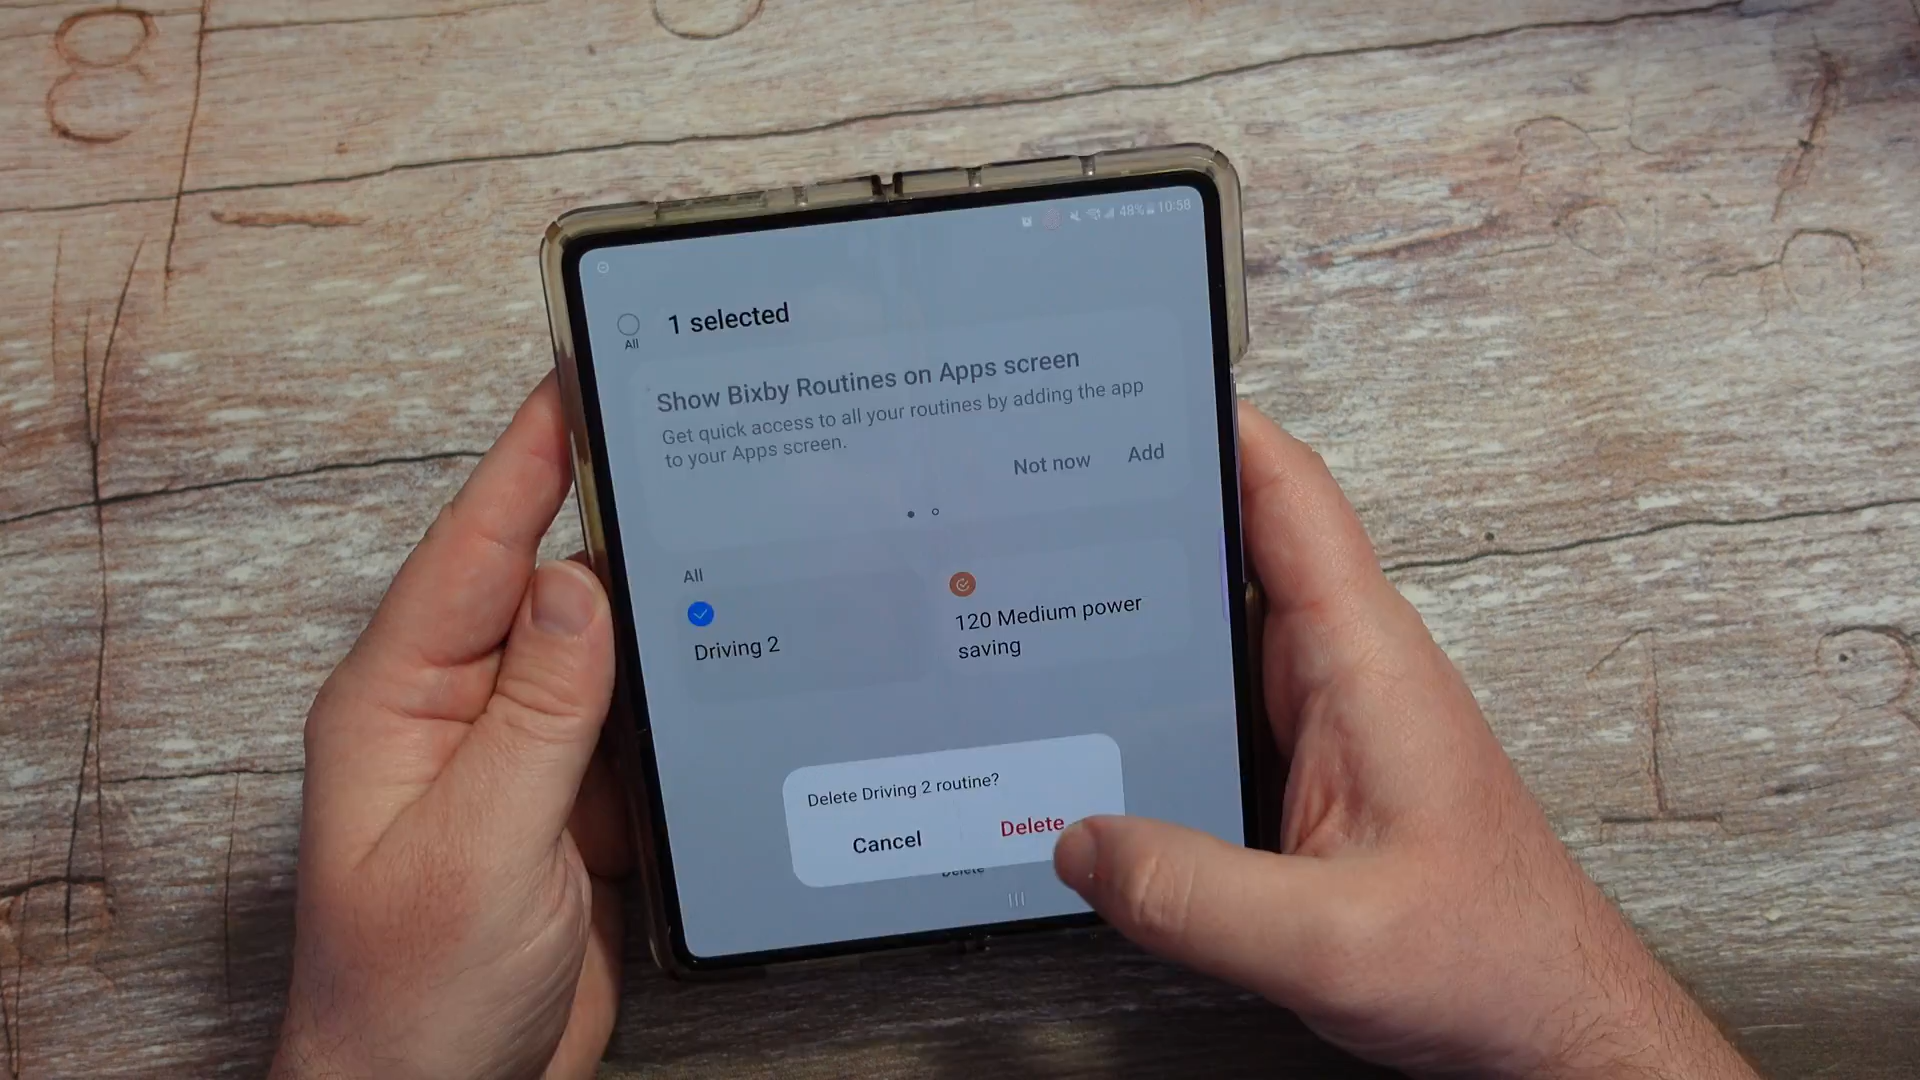 48% 10:58
1 selected
All
Show Bixby Routines on Apps screen
Get quick access to all your routines by adding the app
to your Apps screen.
Not now Add
All
Driving 2
120 Medium power
saving
Delete Driving 2 routine?
Cancel Delete
Delete